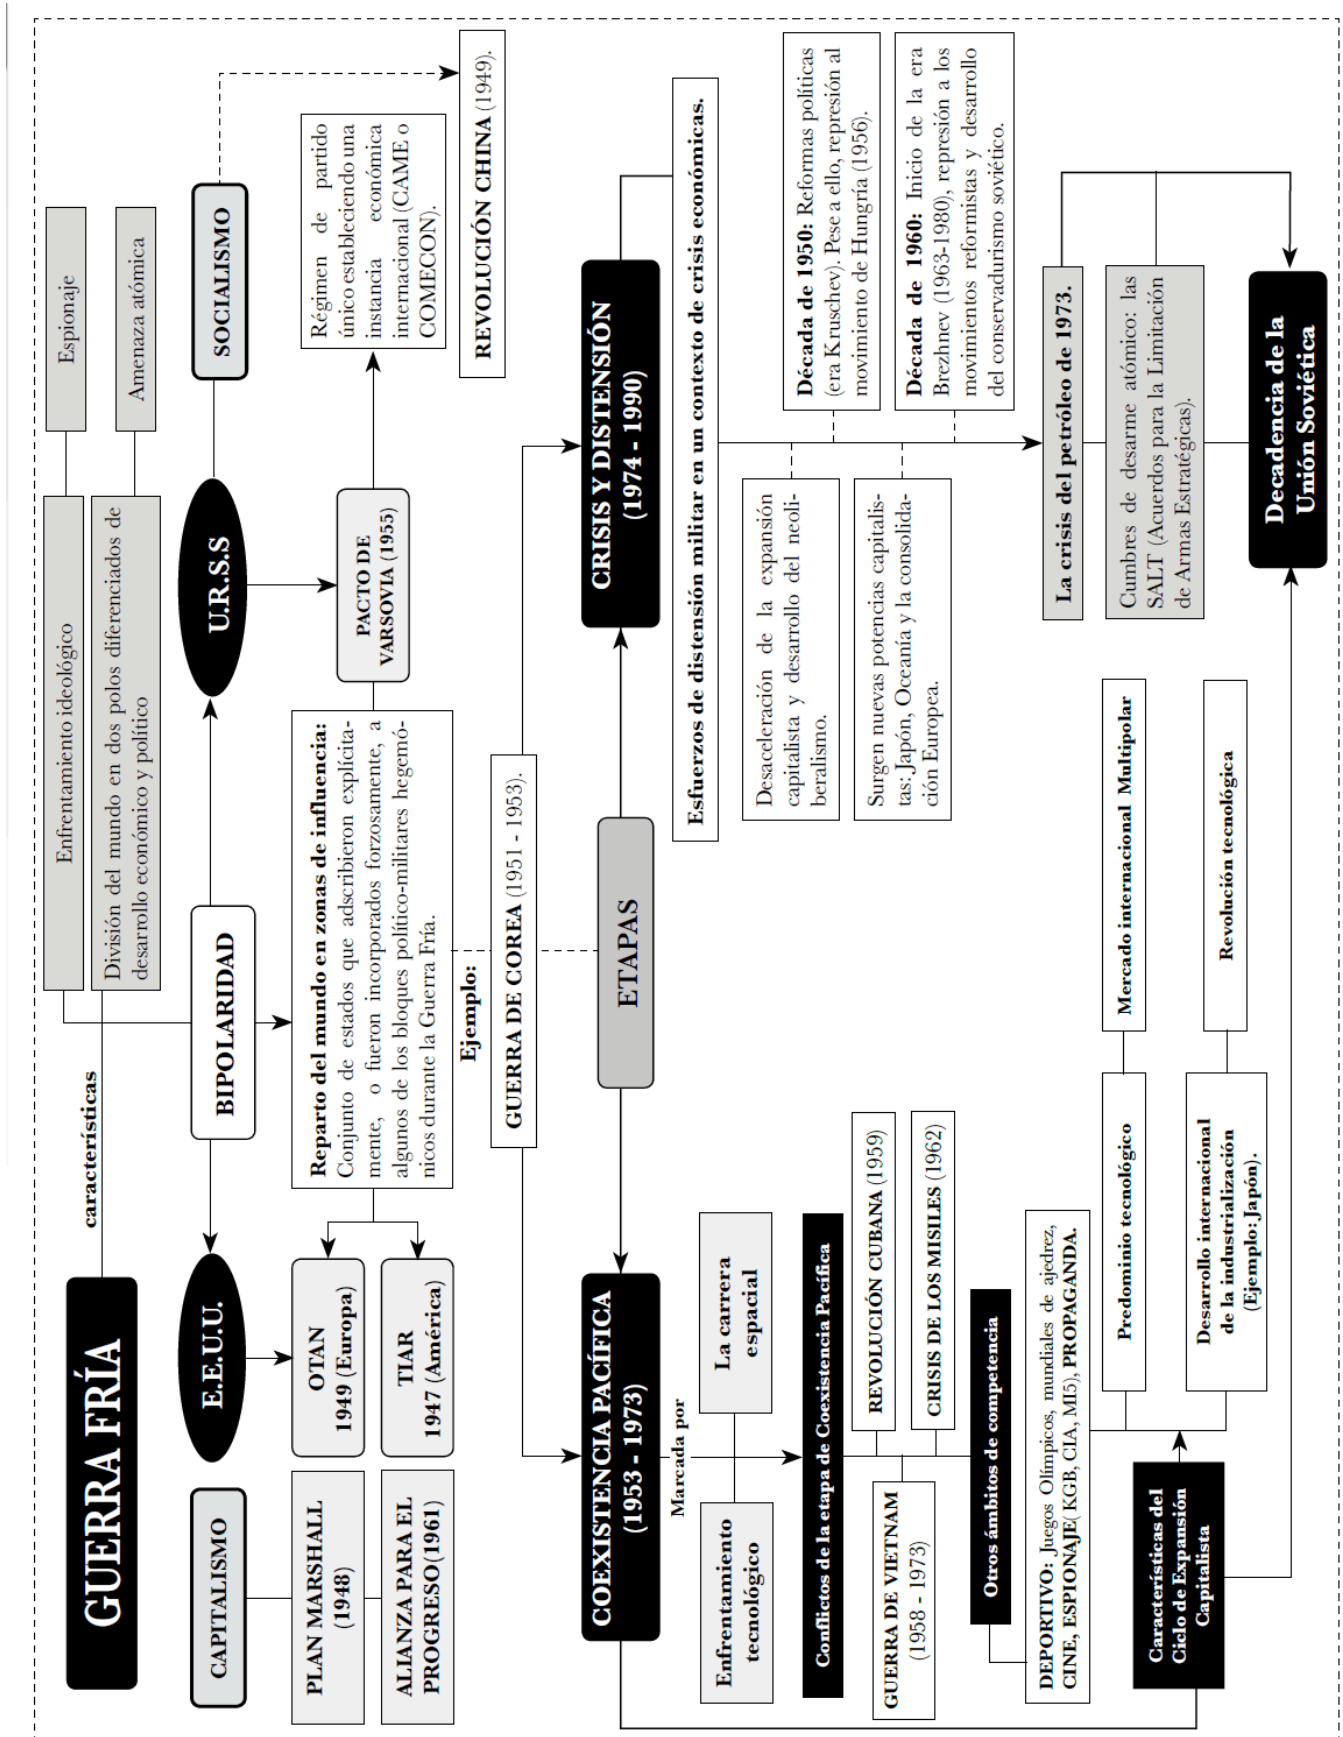 GUERRA FRÍA
características
Enfrentamiento ideológico
Espionaje
División del mundo en dos polos diferenciados de
desarrollo económico y político
Amenaza atómica
CAPITALISMO
E.E.U.U.
BIPOLARIDAD
U.R.S.S
SOCIALISMO
PLAN MARSHALL
(1948)
OTAN
1949 (Europa)
ALIANZA PARA EL
PROGRESO(1961)
TIAR
1947 (América)
Reparto del mundo en zonas de influencia:
Conjunto de estados que adscribieron explícita-
mente, o fueron incorporados forzosamente, a
algunos de los bloques político-militares hegemó-
nicos durante la Guerra Fría.
PACTO DE
VARSOVIA (1955)
Régimen de partido
único estableciendo una
instancia económica
internacional (CAME o
COMECON).
REVOLUCIÓN CHINA (1949).
Ejemplo:
GUERRA DE COREA (1951 - 1953).
ETAPAS
COEXISTENCIA PACÍFICA
(1953 - 1973)
CRISIS Y DISTENSIÓN
(1974 - 1990)
Marcada por
Enfrentamiento
tecnológico
La carrera
espacial
Conflictos de la etapa de Coexistencia Pacífica
REVOLUCIÓN CUBANA (1959)
GUERRA DE VIETNAM
(1958 - 1973)
CRISIS DE LOS MISILES (1962)
Otros ámbitos de competencia
DEPORTIVO: Juegos Olímpicos, mundiales de ajedrez,
CINE, ESPIONAJE( KGB, CIA, MI5), PROPAGANDA.
Características del
Ciclo de Expansión
Capitalista
Predominio tecnológico
Mercado internacional Multipolar
Desarrollo internacional
de la industrialización
(Ejemplo: Japón).
Revolución tecnológica
Esfuerzos de distensión militar en un contexto de crisis económicas.
Desaceleración de la expansión
capitalista y desarrollo del neoli-
beralismo.
Década de 1950: Reformas políticas
(era Kruschev). Pese a ello, represión al
movimiento de Hungría (1956).
Surgen nuevas potencias capitalis-
tas: Japón, Oceanía y la consolida-
ción Europea.
Década de 1960: Inicio de la era
Brezhnev (1963-1980), represión a los
movimientos reformistas y desarrollo
del conservadurismo soviético.
La crisis del petróleo de 1973.
Cumbres de desarme atómico: las
SALT (Acuerdos para la Limitación
de Armas Estratégicas).
Decadencia de la
Unión Soviética